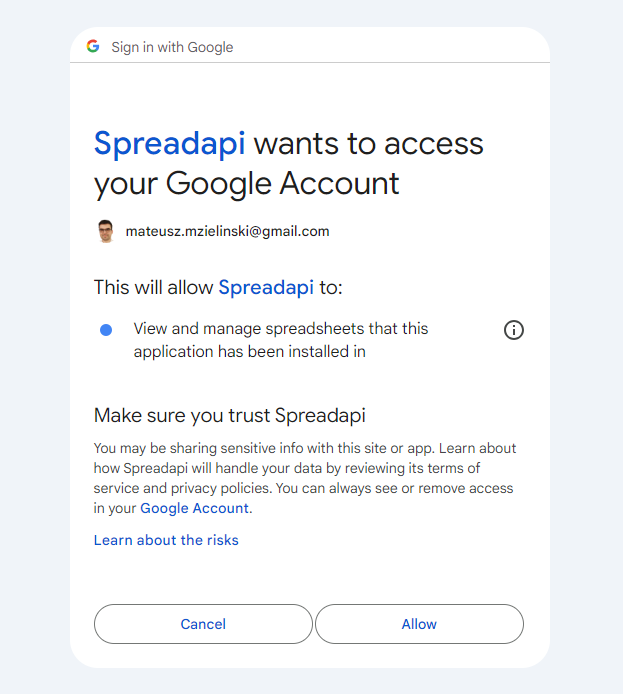 Sign in with Google
Spreadapi wants to access
your Google Account
mateusz.mzielinski@gmail.com
This will allow Spreadapi to:
View and manage spreadsheets that this
application has been installed in
Make sure you trust Spreadapi
You may be sharing sensitive info with this site or app. Learn about
how Spreadapi will handle your data by reviewing its terms of
service and privacy policies. You can always see or remove access
in your Google Account.
Learn about the risks
Cancel
Allow